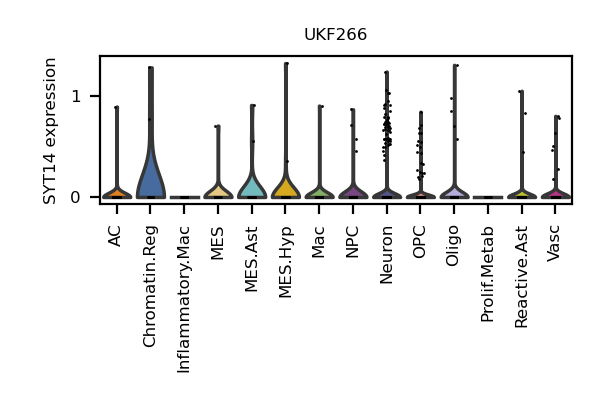 UKF266
SYT14 expression
1
0
AC
Chromatin.Reg
Inflammatory.Mac
MES
MES.Ast
MES.Hyp
Mac
NPC
Neuron
OPC
Oligo
Prolif.Metab
Reactive.Ast
Vasc